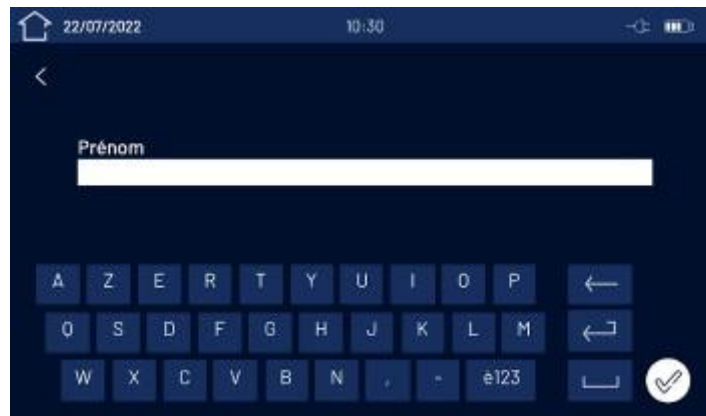 22/07/2022 10:30
Prénom
A Z E R T Y U I O P
Q S D F G H J K L M
W X C V B N , - è123